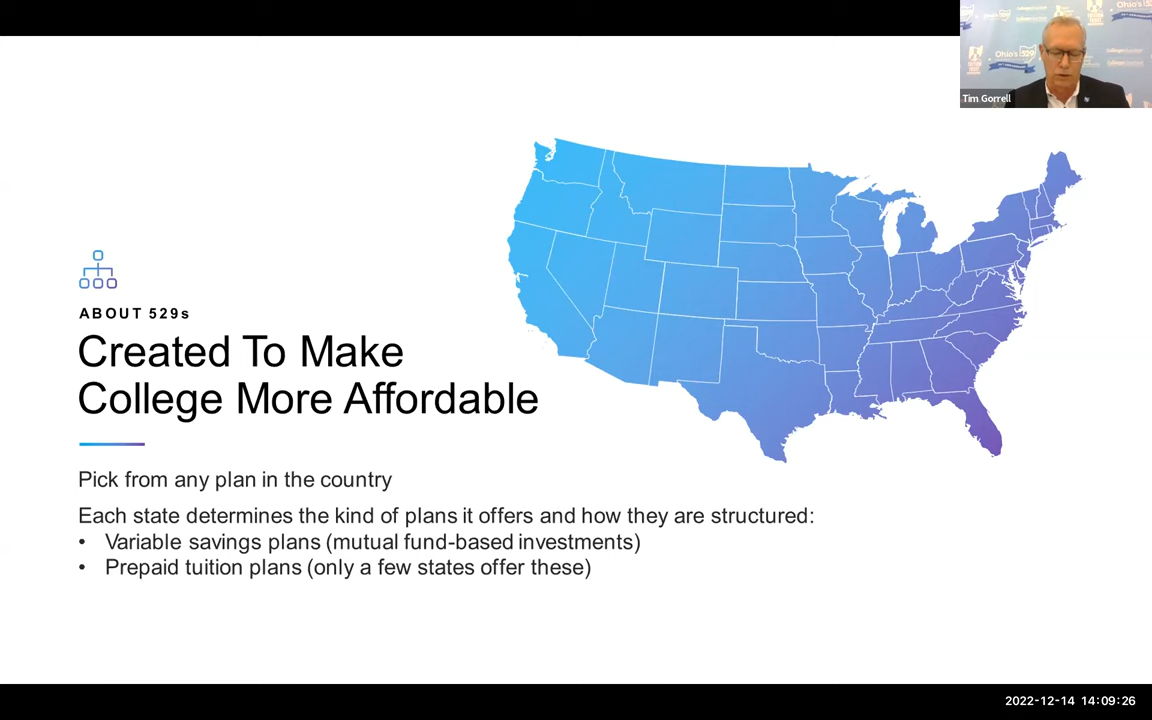 Ohio's 529
Tim Gorrell
ABOUT 529s
Created To Make
College More Affordable
Pick from any plan in the country
Each state determines the kind of plans it offers and how they are structured:
• Variable savings plans (mutual fund-based investments)
• Prepaid tuition plans (only a few states offer these)
2022-12-14 14:09:26